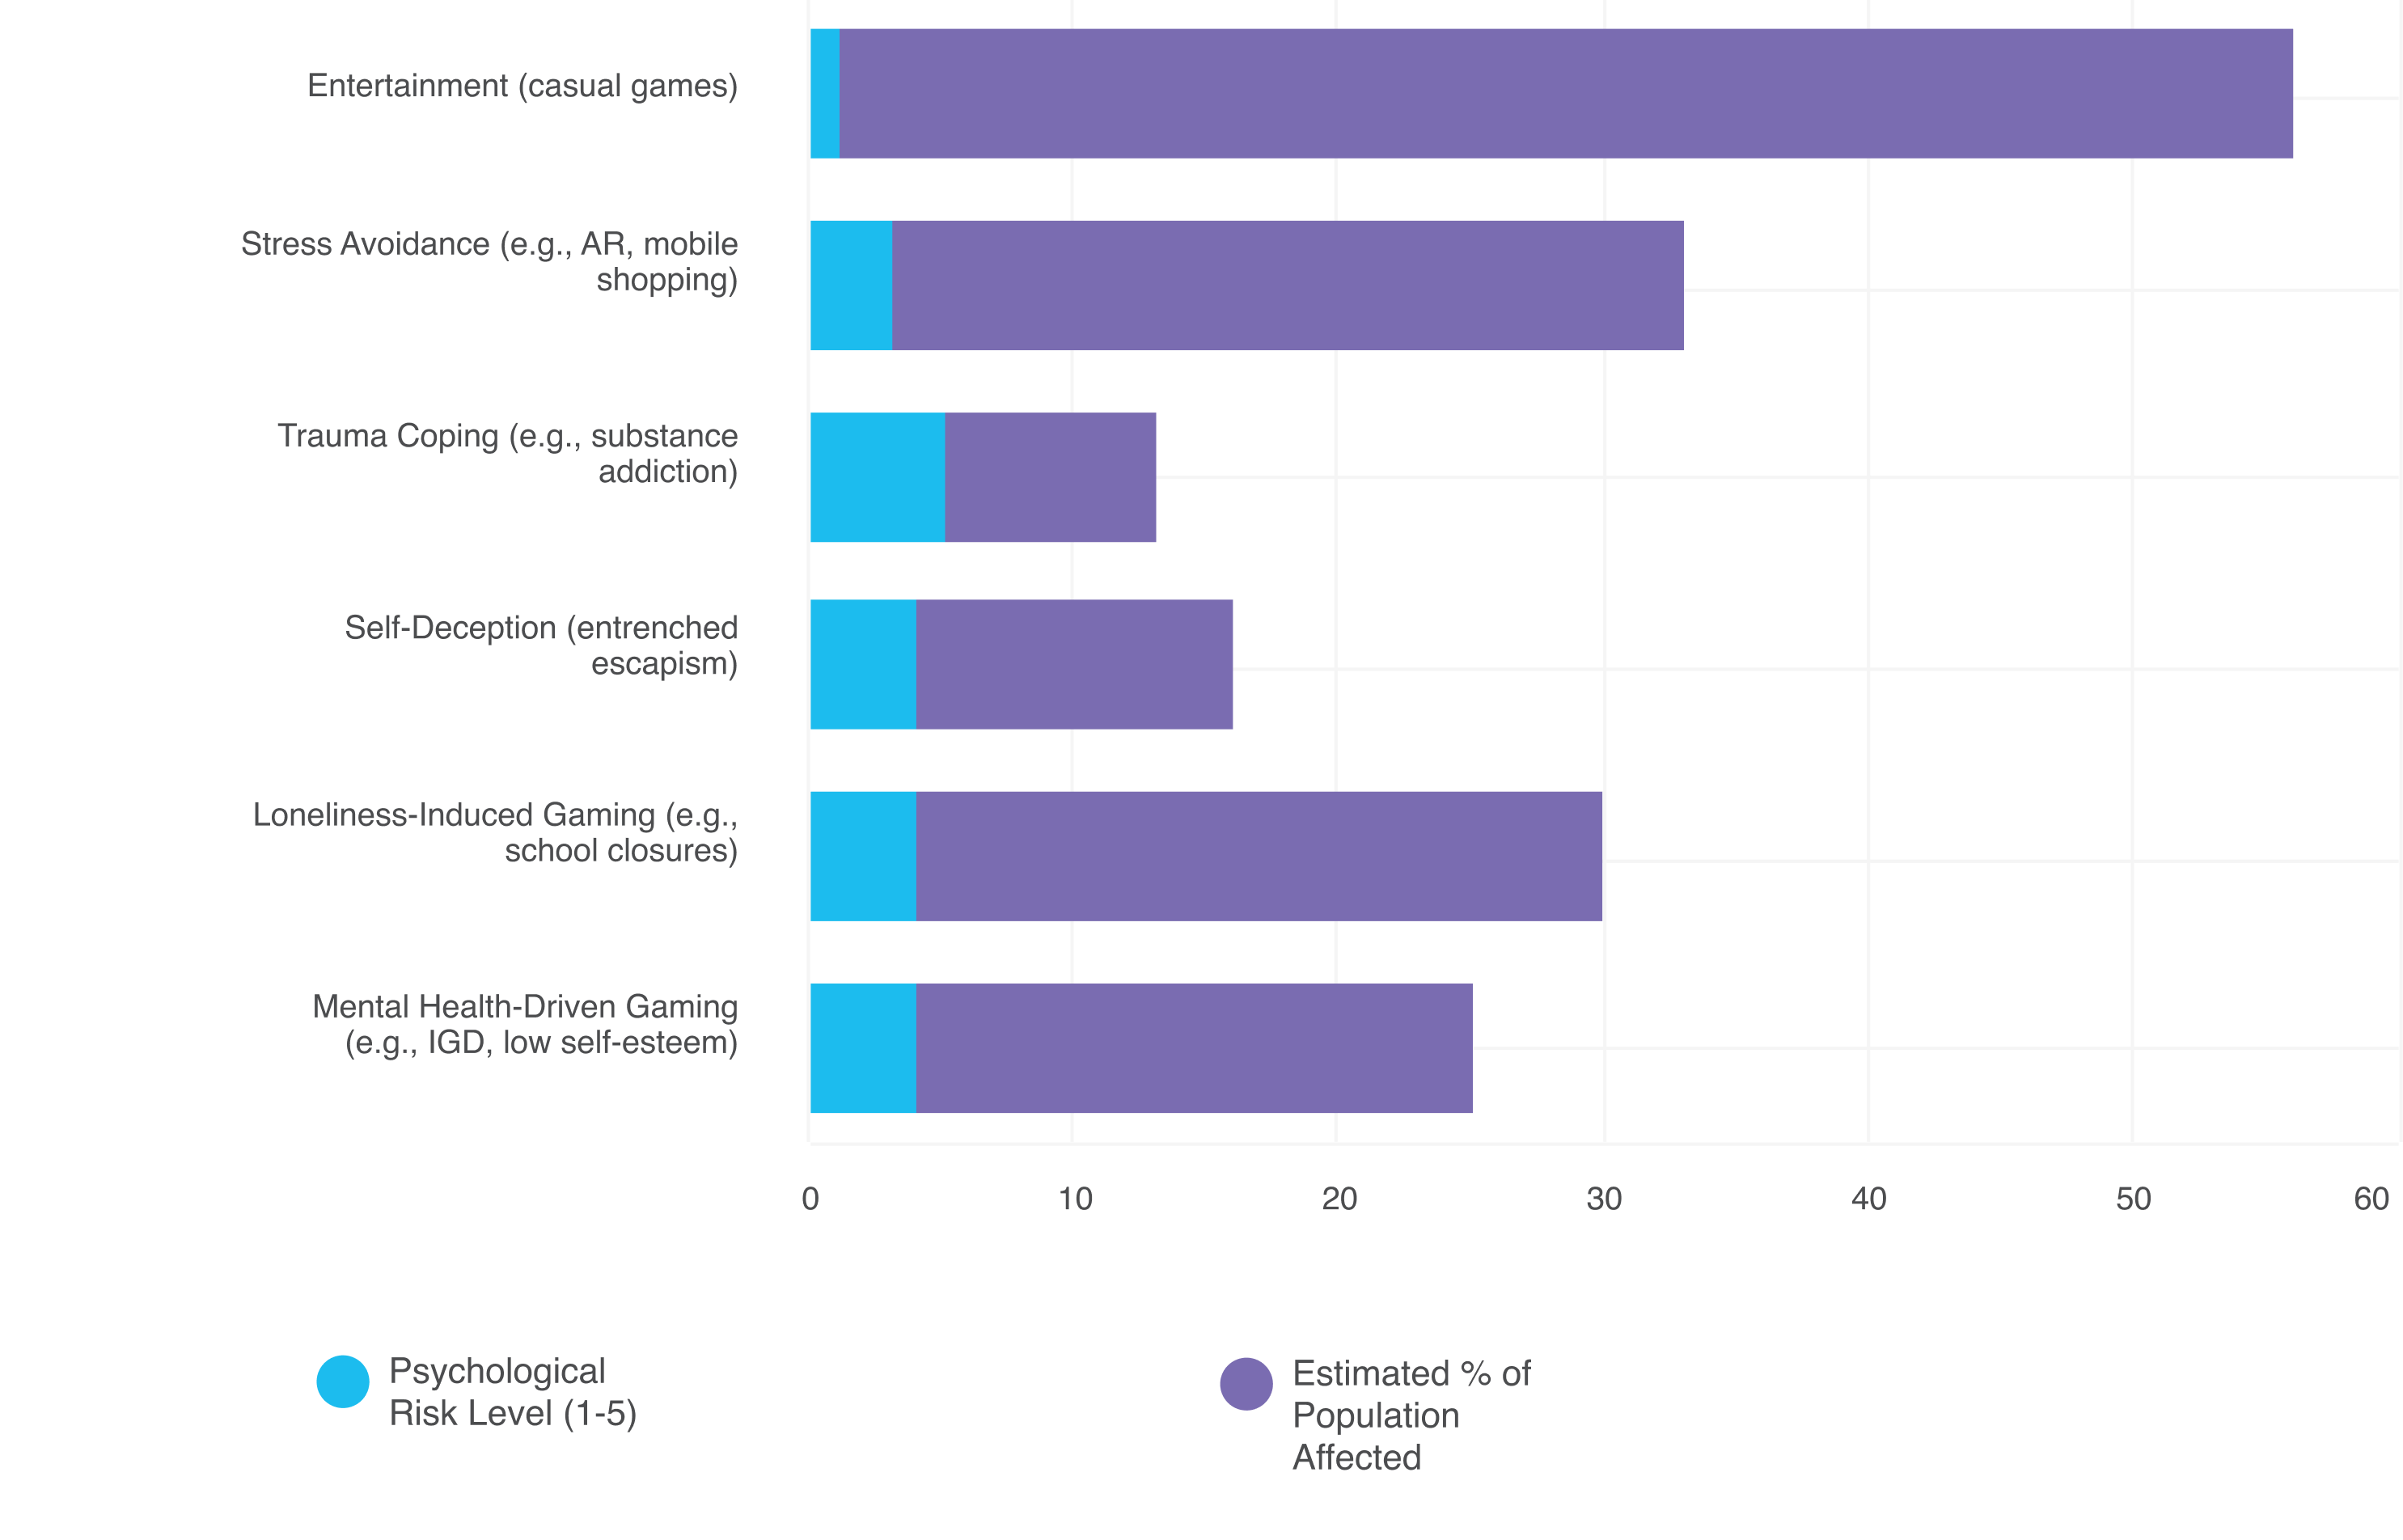 Entertainment (casual games)
Stress Avoidance (e.g., AR, mobile
shopping)
Trauma Coping (e.g., substance
addiction)
Self-Deception (entrenched
escapism)
Loneliness-Induced Gaming (e.g.,
school closures)
Mental Health-Driven Gaming
(e.g., IGD, low self-esteem)
0 10 20 30 40 50 60
Psychological
Risk Level (1-5)
Estimated % of
Population
Affected